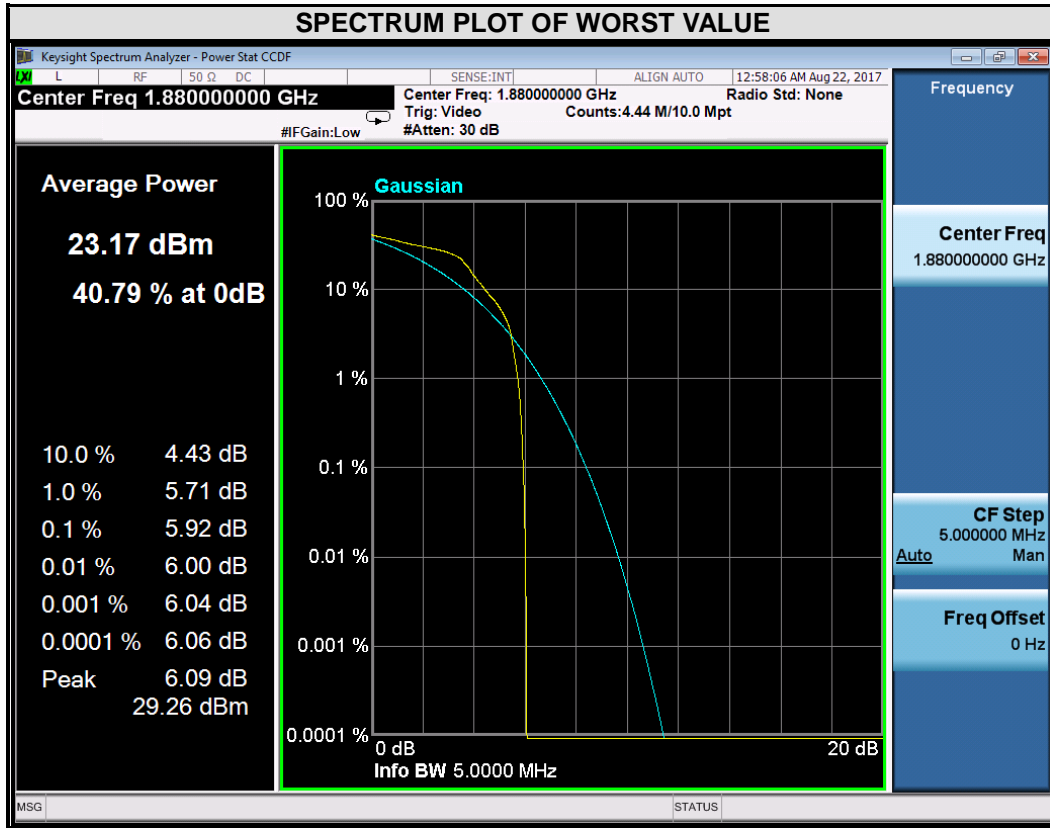 SPECTRUM PLOT OF WORST VALUE
Keysight Spectrum Analyzer - Power Stat CCDF
LXI L RF 50 Ω DC SENSE:INT ALIGN AUTO 12:58:06 AM Aug 22, 2017
Center Freq 1.880000000 GHz
#IFGain:Low
Center Freq: 1.880000000 GHz Radio Std: None
Trig: Video Counts:4.44 M/10.0 Mpt
#Atten: 30 dB
Average Power
23.17 dBm
40.79 % at 0dB
10.0 % 4.43 dB
1.0 % 5.71 dB
0.1 % 5.92 dB
0.01 % 6.00 dB
0.001 % 6.04 dB
0.0001 % 6.06 dB
Peak 6.09 dB
29.26 dBm
Gaussian
100 %
10 %
1 %
0.1 %
0.01 %
0.001 %
0.0001 %
0 dB 20 dB
Info BW 5.0000 MHz
Frequency
Center Freq
1.880000000 GHz
CF Step
5.000000 MHz
Auto Man
Freq Offset
0 Hz
MSG STATUS